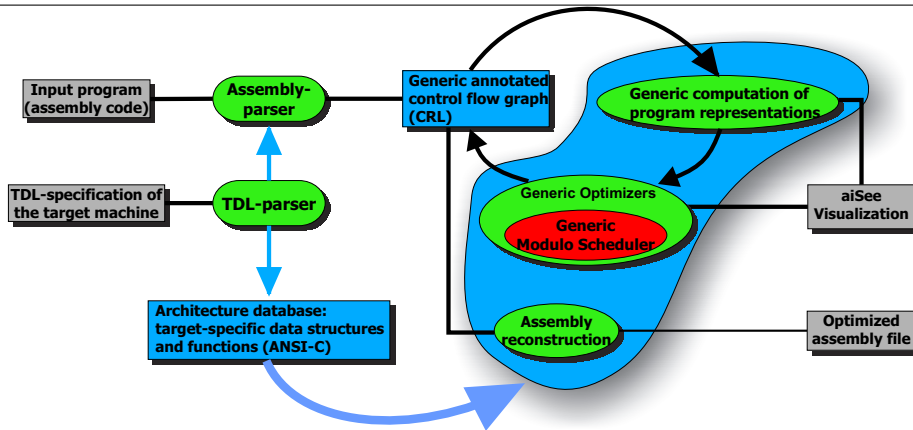 Input program
(assembly code)
Assembly-
parser
Generic annotated
control flow graph
(CRL)
Generic computation of
program representations
TDL-specification of
the target machine
TDL-parser
Generic Optimizers
Generic
Modulo Scheduler
aiSee
Visualization
Architecture database:
target-specific data structures
and functions (ANSI-C)
Assembly
reconstruction
Optimized
assembly file